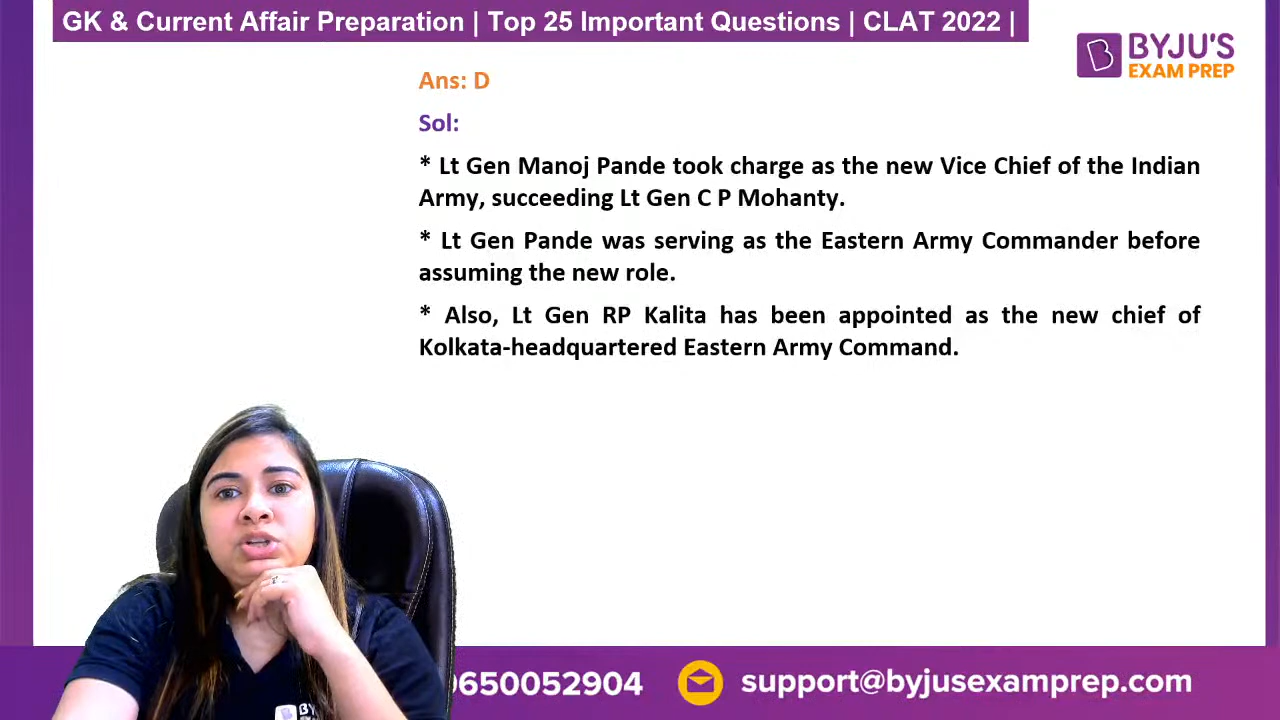 GK & Current Affair Preparation | Top 25 Important Questions | CLAT 2022 |
BYJU'S
EXAM PREP
Ans: D
Sol:
* Lt Gen Manoj Pande took charge as the new Vice Chief of the Indian
Army, succeeding Lt Gen C P Mohanty.
* Lt Gen Pande was serving as the Eastern Army Commander before
assuming the new role.
* Also, Lt Gen RP Kalita has been appointed as the new chief of
Kolkata-headquartered Eastern Army Command.
9650052904
support@byjusexamprep.com